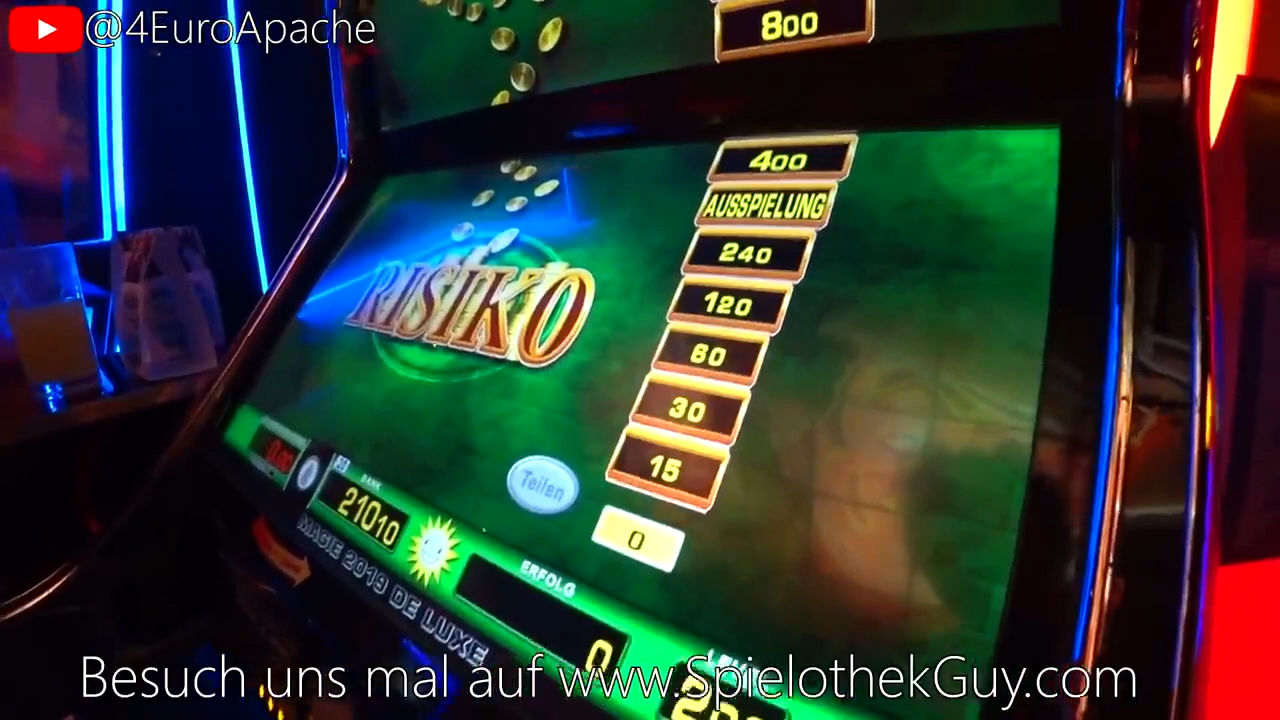 @4EuroApache
800
400
AUSSPIELUNG
240
120
60
30
15
0
RISIKO
Teilen
BANK
21010
ERFOLG
0
MAGIE 2019 DE LUXE
Besuch uns mal auf www.SpielothekGuy.com